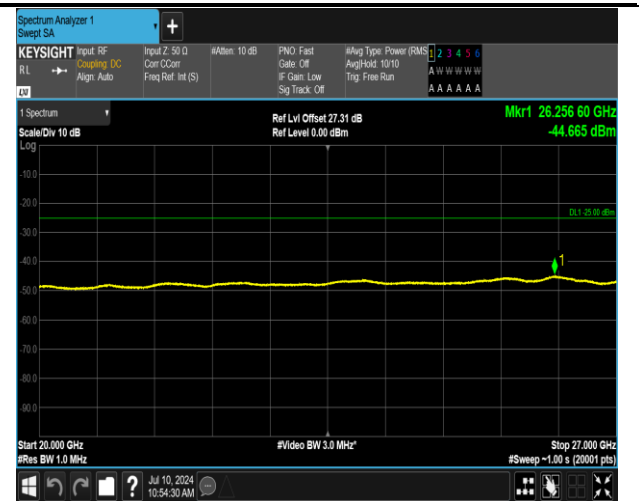 Spectrum Analyzer 1
Swept SA
+
KEYSIGHT
RL
LXI
Input: RF
Coupling: DC
Align: Auto
Input Z: 50 Ω
Corr CCorr
Freq Ref: Int (S)
#Atten: 10 dB
PNO: Fast
Gate: Off
IF Gain: Low
Sig Track: Off
#Avg Type: Power (RMS
Avg|Hold: 10/10
Trig: Free Run
1 2 3 4 5 6
A W W W W W
A A A A A A
1 Spectrum
Scale/Div 10 dB
Log
Ref Lvl Offset 27.31 dB
Ref Level 0.00 dBm
Mkr1 26.256 60 GHz
-44.665 dBm
-10.0
-20.0
DL1 -25.00 dBm
-30.0
-40.0
1
-50.0
-60.0
-70.0
-80.0
-90.0
Start 20.000 GHz
#Res BW 1.0 MHz
#Video BW 3.0 MHz*
Stop 27.000 GHz
#Sweep ~1.00 s (20001 pts)
?
Jul 10, 2024
10:54:30 AM